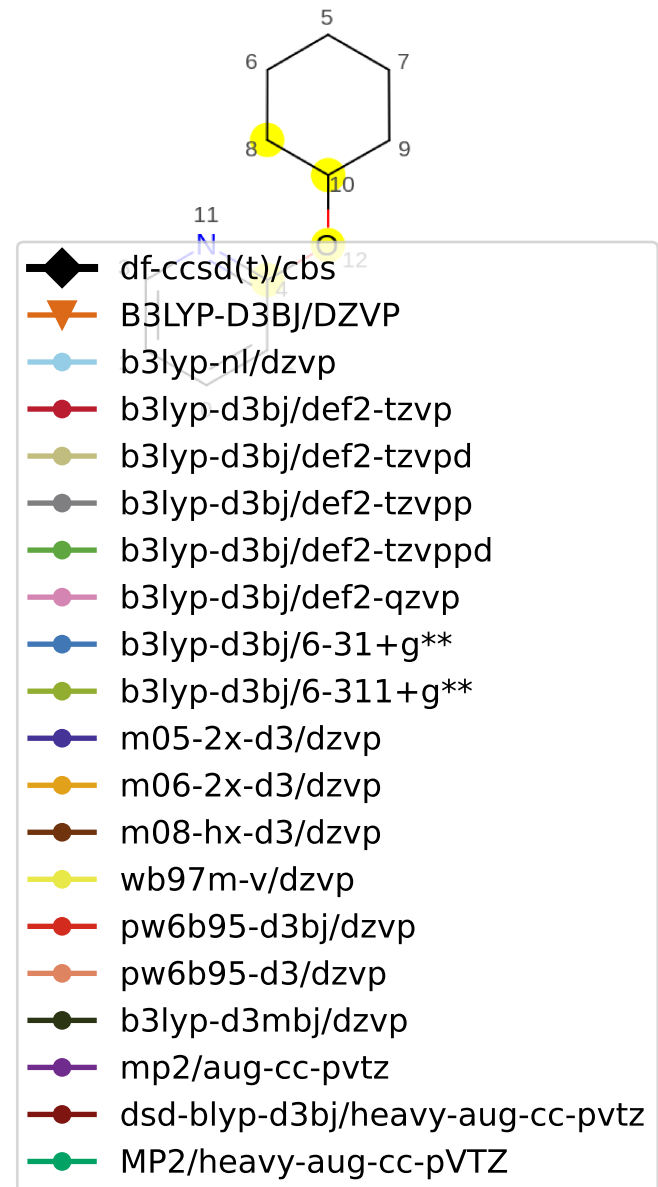 5
6
7
8
9
10
11
N
O
12
4
df-ccsd(t)/cbs
B3LYP-D3BJ/DZVP
b3lyp-nl/dzvp
b3lyp-d3bj/def2-tzvp
b3lyp-d3bj/def2-tzvpd
b3lyp-d3bj/def2-tzvpp
b3lyp-d3bj/def2-tzvppd
b3lyp-d3bj/def2-qzvp
b3lyp-d3bj/6-31+g**
b3lyp-d3bj/6-311+g**
m05-2x-d3/dzvp
m06-2x-d3/dzvp
m08-hx-d3/dzvp
wb97m-v/dzvp
pw6b95-d3bj/dzvp
pw6b95-d3/dzvp
b3lyp-d3mbj/dzvp
mp2/aug-cc-pvtz
dsd-blyp-d3bj/heavy-aug-cc-pvtz
MP2/heavy-aug-cc-pVTZ